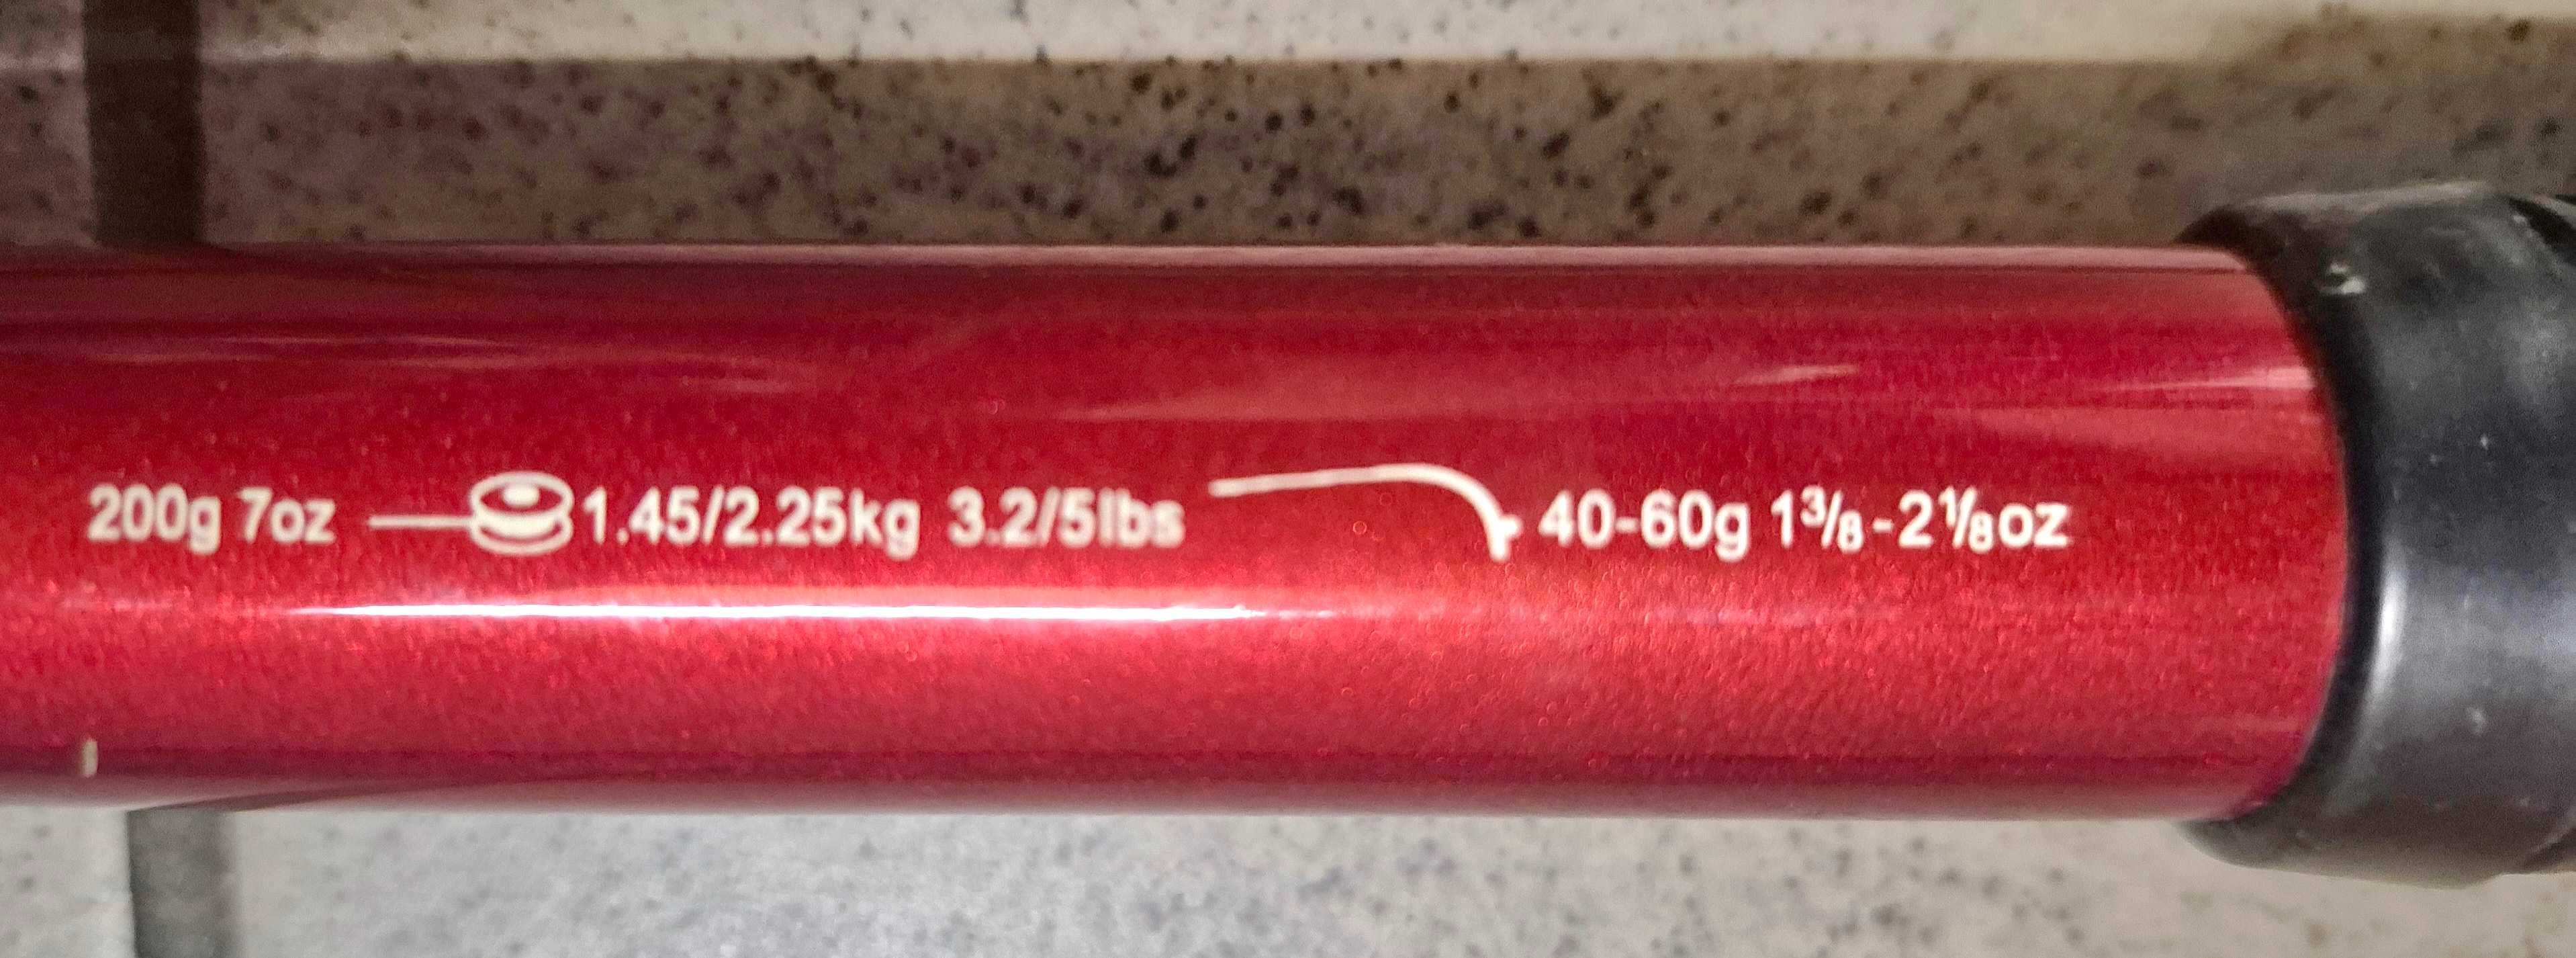 200g 7oz 1.45/2.25kg 3.2/5lbs 40-60g 1⅜-2⅛oz